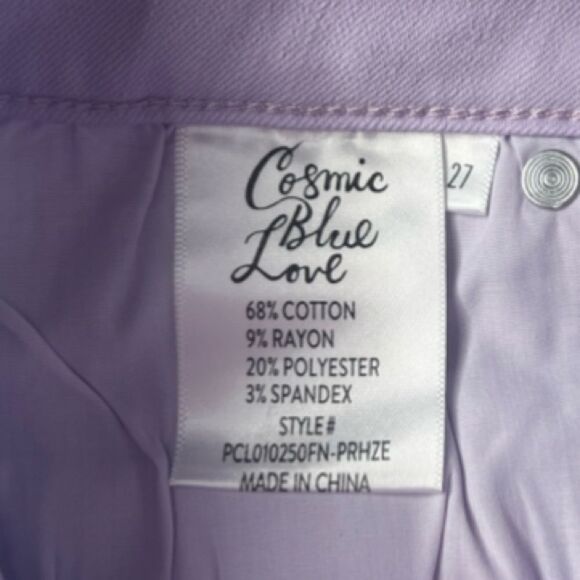 Cosmic
Blue
Love
27
68% COTTON
9% RAYON
20% POLYESTER
3% SPANDEX
STYLE#
PCL010250FN-PRHZE
MADE IN CHINA